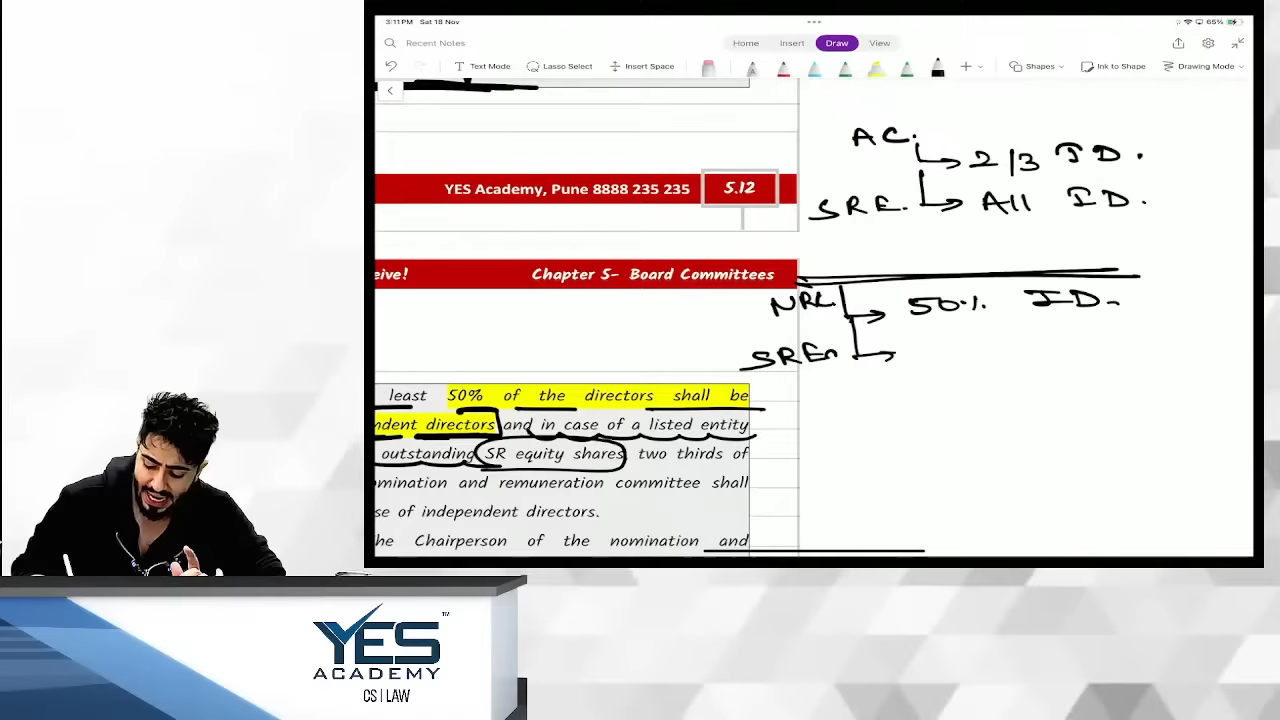 3:11PM Sat 18 Nov
65%
Recent Notes
Home Insert Draw View
Text Mode Lasso Select Insert Space Shapes Ink to Shape Drawing Mode
AC.
2/3 ID.
SRE. All ID.
YES Academy, Pune 8888 235 235 5.12
eive! Chapter 5- Board Committees
NRC 50% ID.
SRE
least 50% of the directors shall be
ndent directors and in case of a listed entity
outstanding SR equity shares two thirds of
omination and remuneration committee shall
se of independent directors.
he Chairperson of the nomination and
YES TM
ACADEMY
CS | LAW